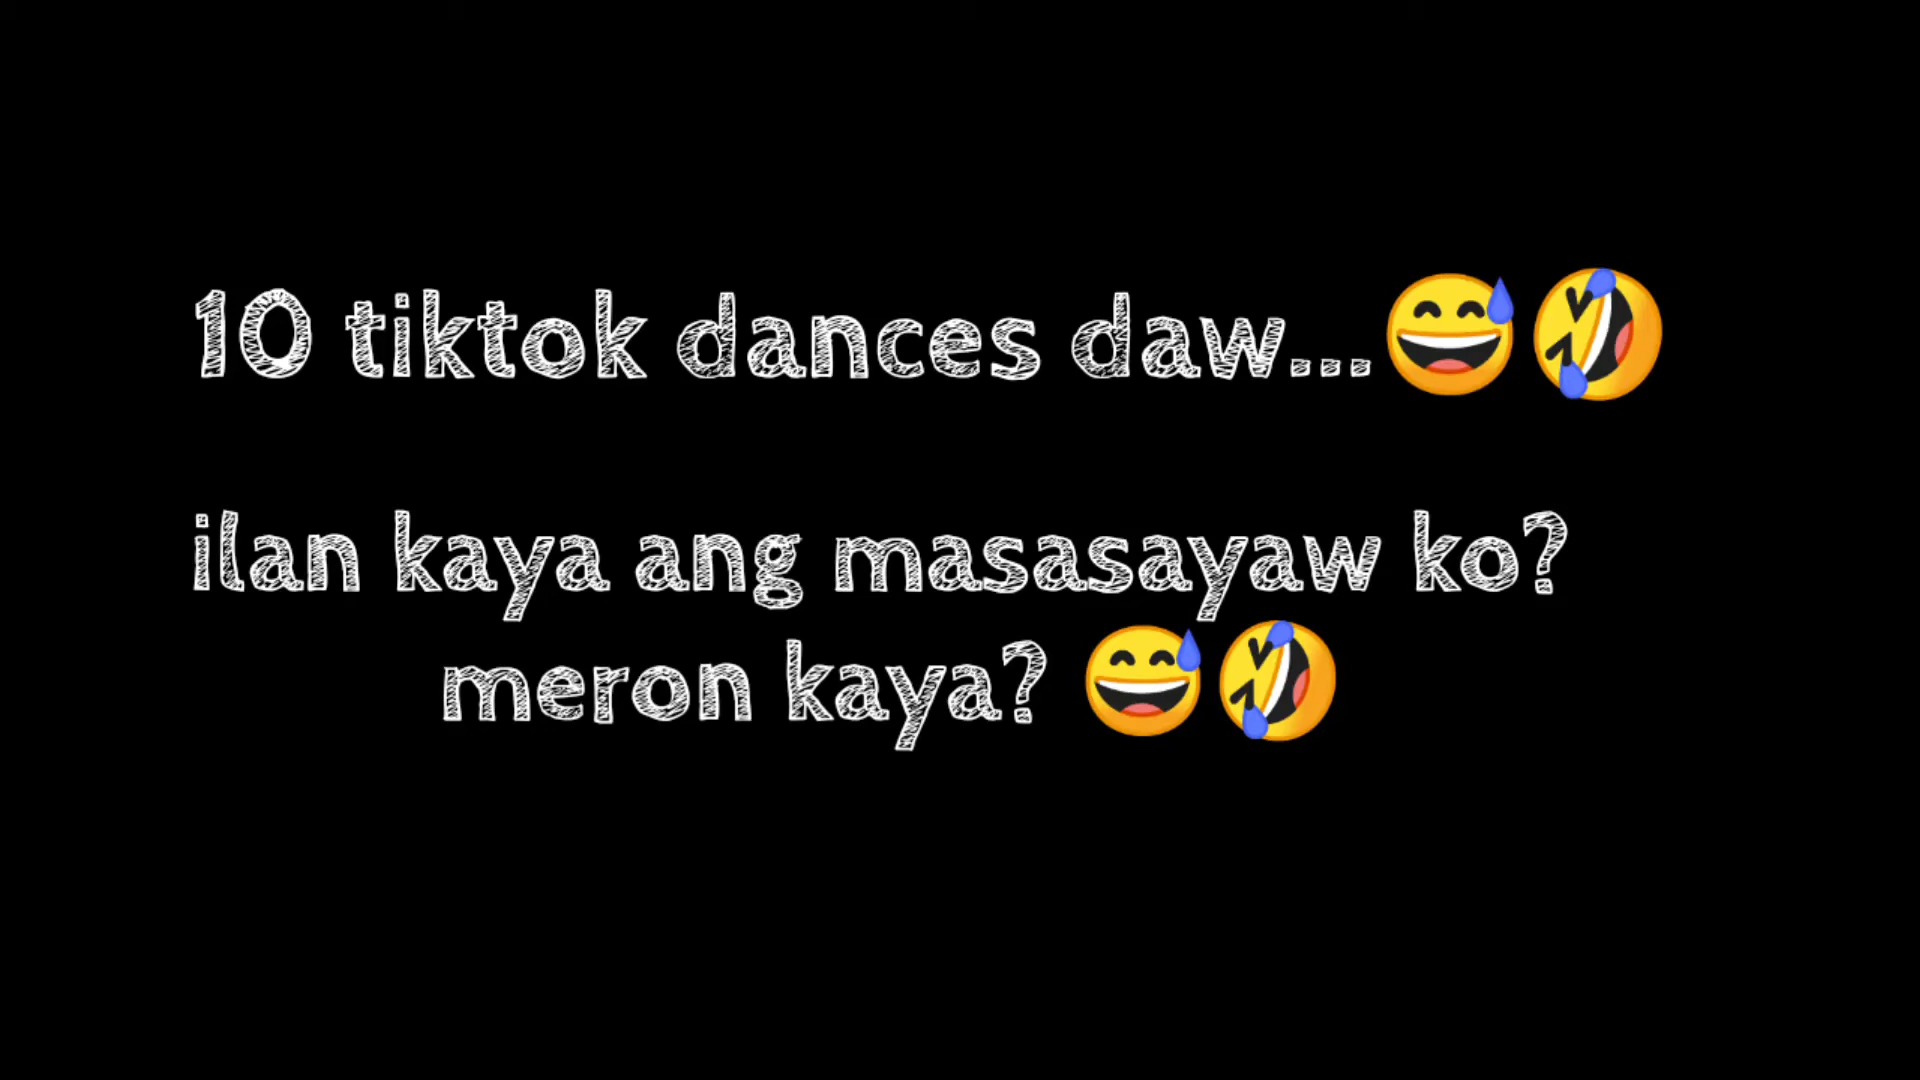 10 tiktok dances daw...😅🤣
ilan kaya ang masasayaw ko?
meron kaya? 😅🤣